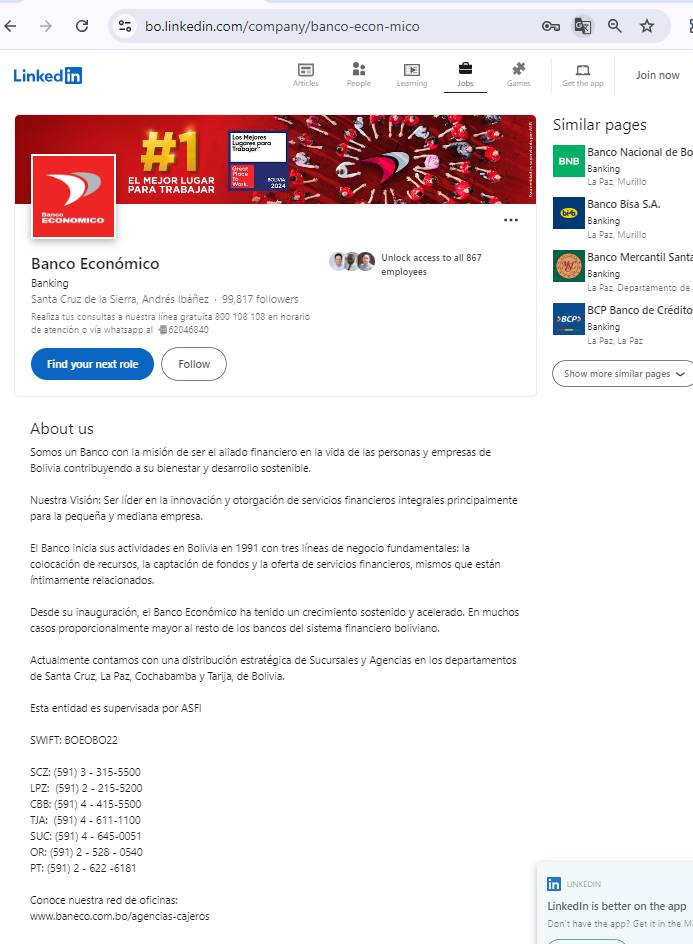 bo.linkedin.com/company/banco-econ-mico
Linked in
Articles
People
Learning
Jobs
Games
Get the app
Join now
#1
EL MEJOR LUGAR
PARA TRABAJAR
Los Mejores
Lugares para
Trabajar™
Great
Place
To
Work.
BOLIVIA
2024
Banco
ECONOMICO
Banco Económico
Banking
Santa Cruz de la Sierra, Andrés Ibáñez · 99,817 followers
Realiza tus consultas a nuestra línea gratuita 800 108 108 en horario
de atención o vía whatsapp al 📲62046840
Unlock access to all 867
employees
Find your next role
Follow
About us
Somos un Banco con la misión de ser el aliado financiero en la vida de las personas y empresas de
Bolivia contribuyendo a su bienestar y desarrollo sostenible.
Nuestra Visión: Ser líder en la innovación y otorgación de servicios financieros integrales principalmente
para la pequeña y mediana empresa.
El Banco inicia sus actividades en Bolivia en 1991 con tres líneas de negocio fundamentales: la
colocación de recursos, la captación de fondos y la oferta de servicios financieros, mismos que están
íntimamente relacionados.
Desde su inauguración, el Banco Económico ha tenido un crecimiento sostenido y acelerado. En muchos
casos proporcionalmente mayor al resto de los bancos del sistema financiero boliviano.
Actualmente contamos con una distribución estratégica de Sucursales y Agencias en los departamentos
de Santa Cruz, La Paz, Cochabamba y Tarija, de Bolivia.
Esta entidad es supervisada por ASFI
SWIFT: BOEOBO22
SCZ: (591) 3 - 315-5500
LPZ: (591) 2 - 215-5200
CBB: (591) 4 - 415-5500
TJA: (591) 4 - 611-1100
SUC: (591) 4 - 645-0051
OR: (591) 2 - 528 - 0540
PT: (591) 2 - 622 -6181
Conoce nuestra red de oficinas:
www.baneco.com.bo/agencias-cajeros
Similar pages
BNB
Banco Nacional de Bo
Banking
La Paz, Murillo
bisa
Banco Bisa S.A.
Banking
La Paz, Murillo
Banco Mercantil Santa
Banking
La Paz, Departamento de
BCP
BCP Banco de Crédito
Banking
La Paz, La Paz
Show more similar pages
in LINKEDIN
LinkedIn is better on the app
Don't have the app? Get it in the Mi